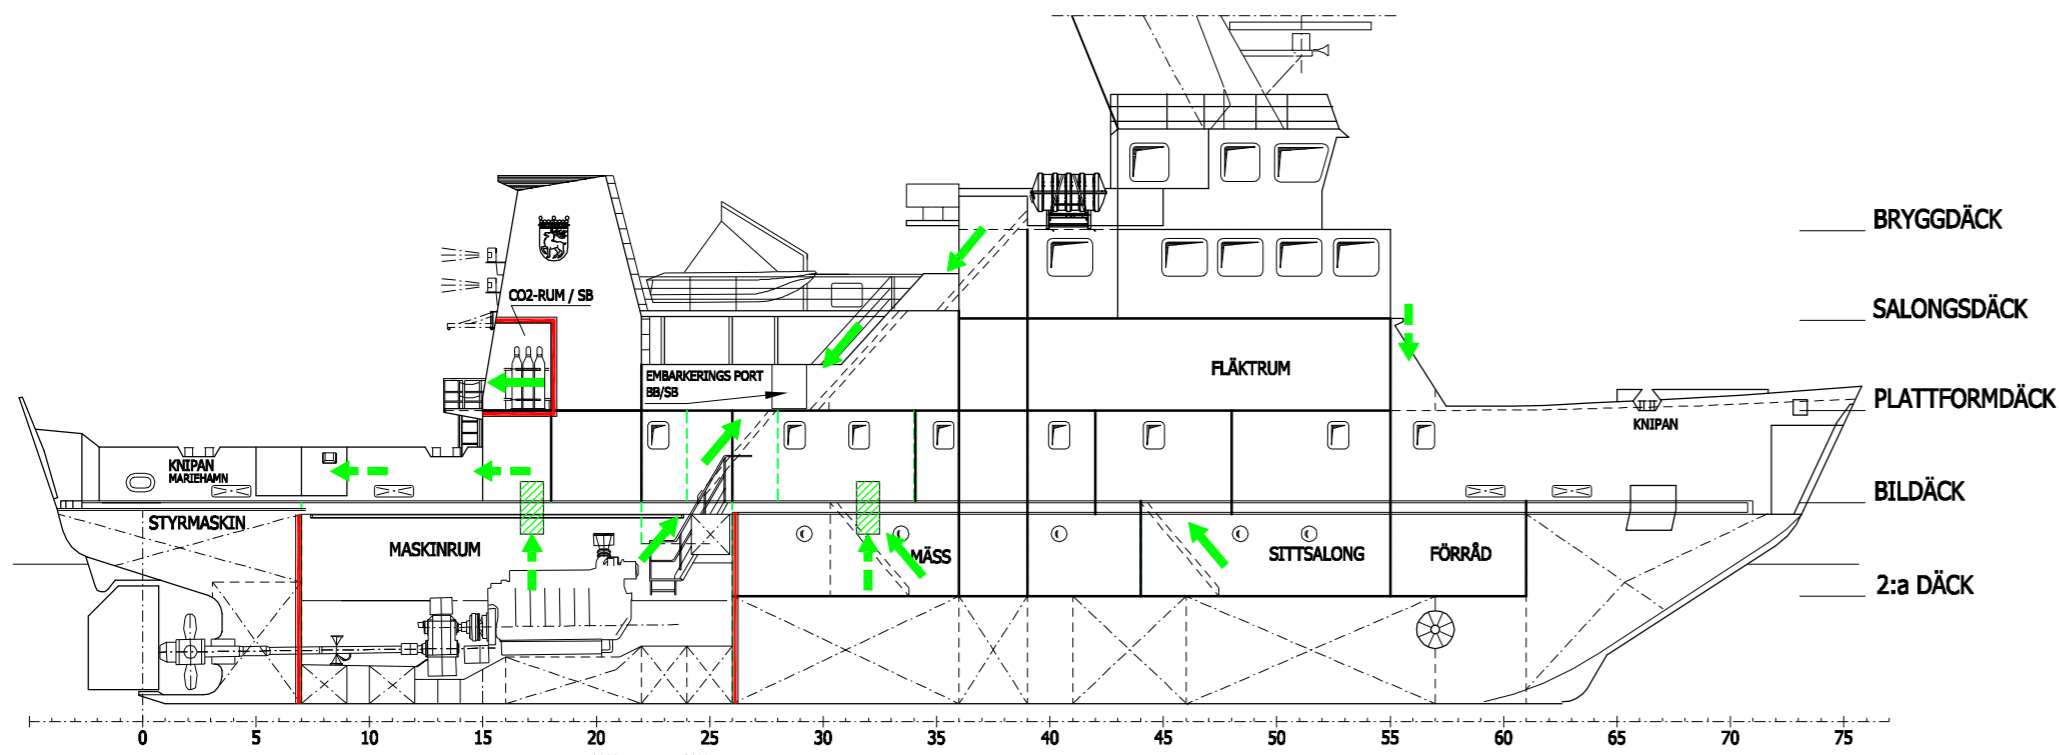 BRYGGDÄCK
CO2-RUM / SB
SALONGSDÄCK
FLÄKTRUM
EMBARKERINGS PORT
BB/SB
PLATTFORMDÄCK
KNIPAN
KNIPAN
MARIEHAMN
BILDÄCK
STYRMASKIN
MASKINRUM
MÄSS
SITTSALONG
FÖRRÅD
2:a DÄCK
0 5 10 15 20 25 30 35 40 45 50 55 60 65 70 75